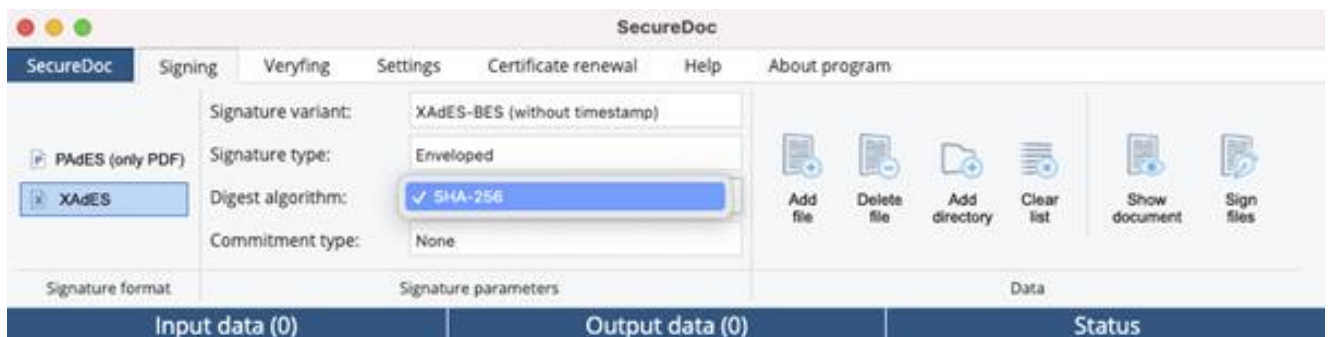 SecureDoc
SecureDoc Signing Veryfing Settings Certificate renewal Help About program
PAdES (only PDF)
XAdES
Signature format
Signature variant: XAdES-BES (without timestamp)
Signature type: Enveloped
Digest algorithm: ✓ SHA-256
Commitment type: None
Signature parameters
Add file
Delete file
Add directory
Clear list
Show document
Sign files
Data
Input data (0) Output data (0) Status